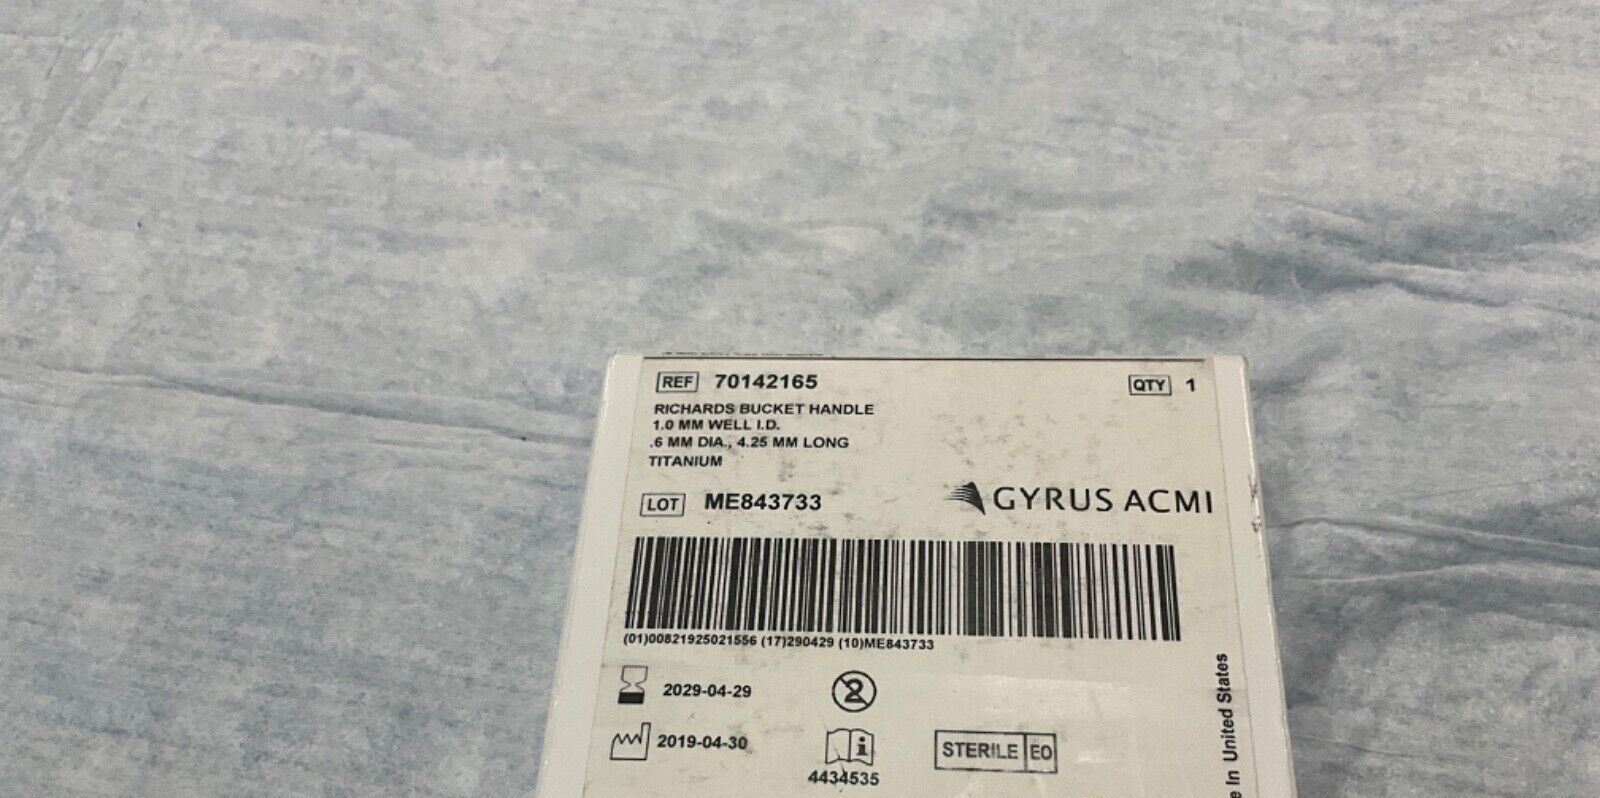 REF 70142165
QTY 1
RICHARDS BUCKET HANDLE
1.0 MM WELL I.D.
.6 MM DIA., 4.25 MM LONG
TITANIUM
LOT ME843733
GYRUS ACMI
(01)00821925021556 (17)290429 (10)ME843733
2029-04-29
2
2019-04-30
i
4434535
STERILE EO
In United States